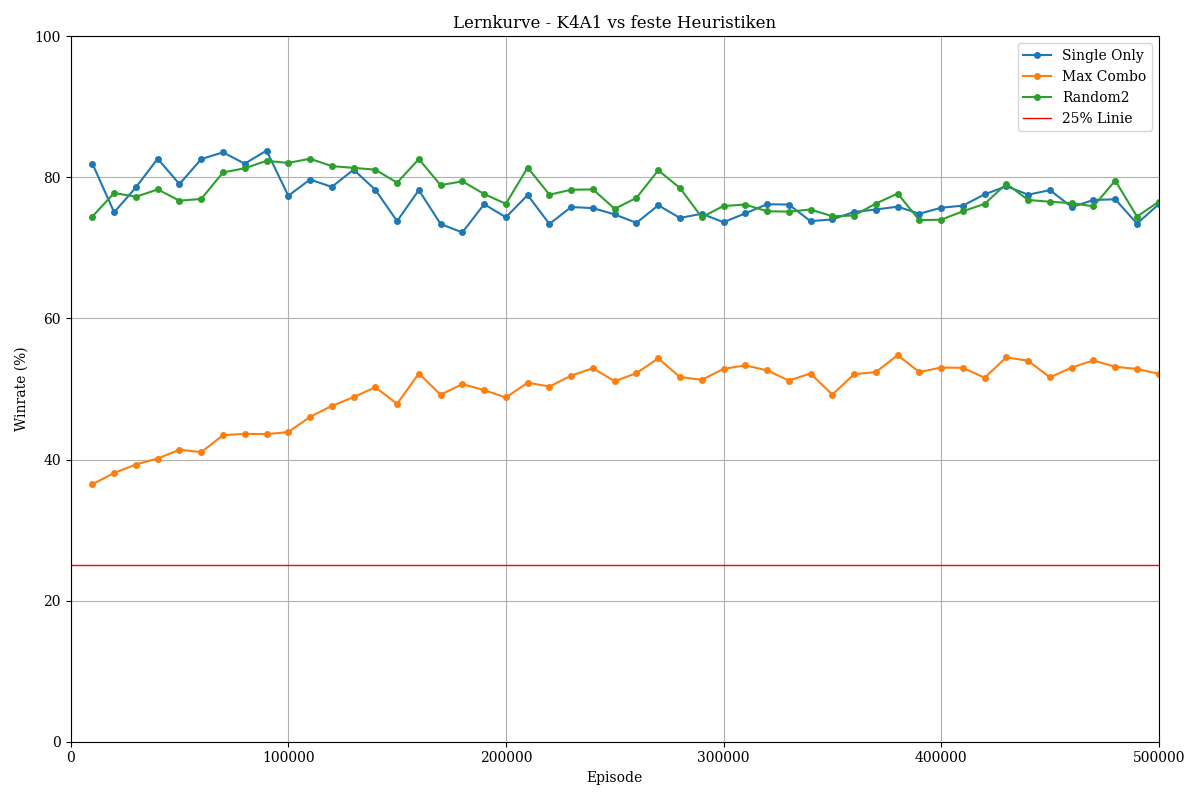 Lernkurve - K4A1 vs feste Heuristiken
100
80
60
40
20
0
Winrate (%)
Single Only
Max Combo
Random2
25% Linie
0
100000
200000
300000
400000
500000
Episode